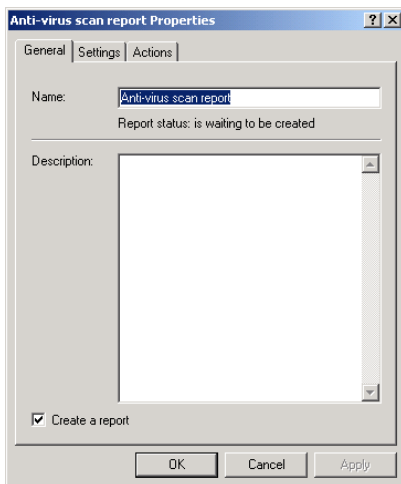 Anti-virus scan report Properties
General Settings Actions
Name: Anti-virus scan report
Report status: is waiting to be created
Description:
Create a report
OK Cancel Apply